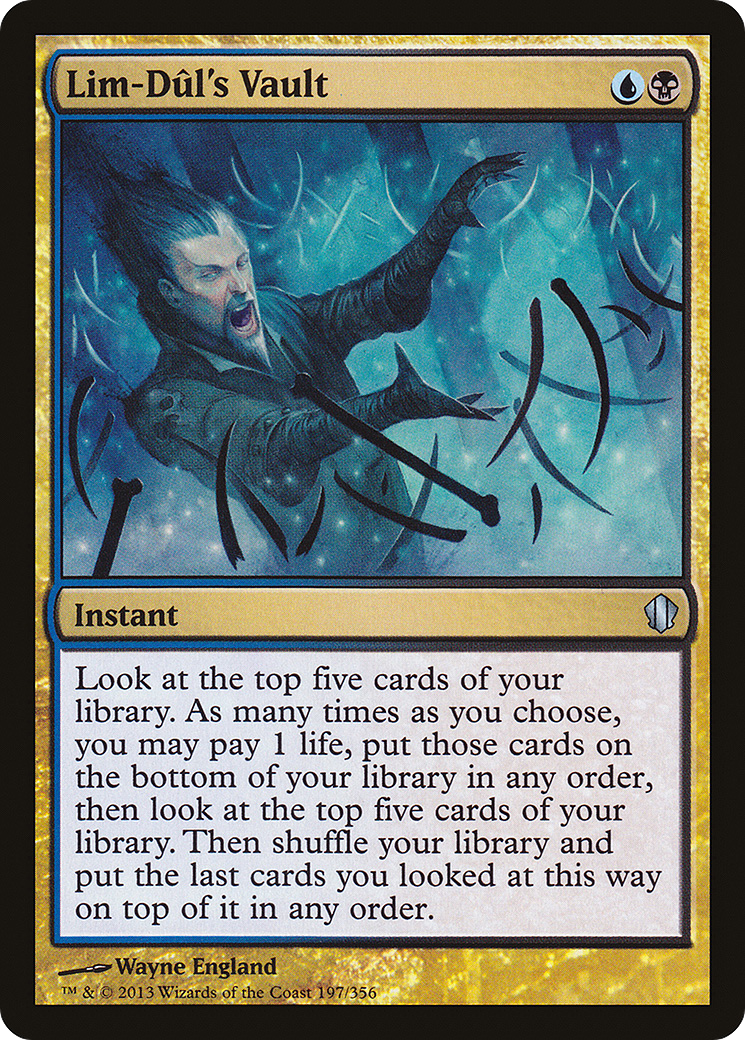 Lim-Dûl's Vault
Instant
Look at the top five cards of your
library. As many times as you choose,
you may pay 1 life, put those cards on
the bottom of your library in any order,
then look at the top five cards of your
library. Then shuffle your library and
put the last cards you looked at this way
on top of it in any order.
Wayne England
™ & © 2013 Wizards of the Coast 197/356